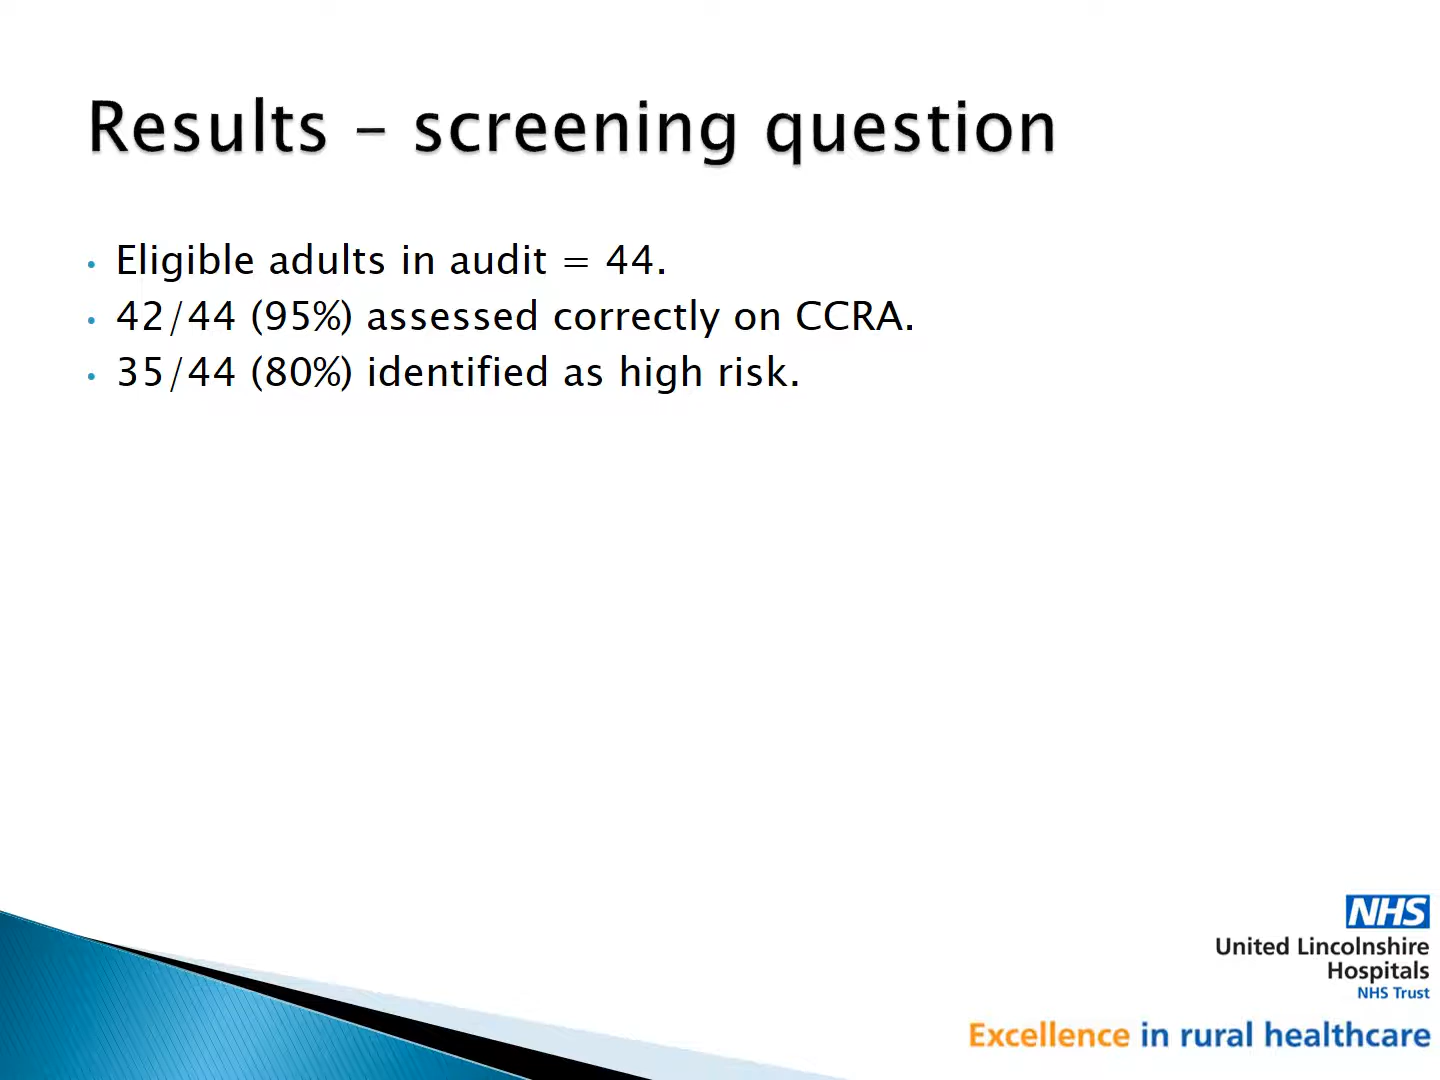 Results – screening question
• Eligible adults in audit = 44.
• 42/44 (95%) assessed correctly on CCRA.
• 35/44 (80%) identified as high risk.
NHS
United Lincolnshire
Hospitals
NHS Trust
Excellence in rural healthcare